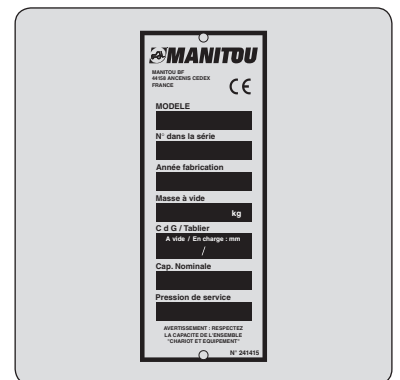 MANITOU
MANITOU BF
44158 ANCENIS CEDEX
FRANCE
CE
MODELE
N° dans la série
Année fabrication
Masse à vide
kg
C d G / Tablier
A vide / En charge : mm
/
Cap. Nominale
Pression de service
AVERTISSEMENT : RESPECTEZ
LA CAPACITE DE L'ENSEMBLE
"CHARIOT ET EQUIPEMENT"
N° 241415